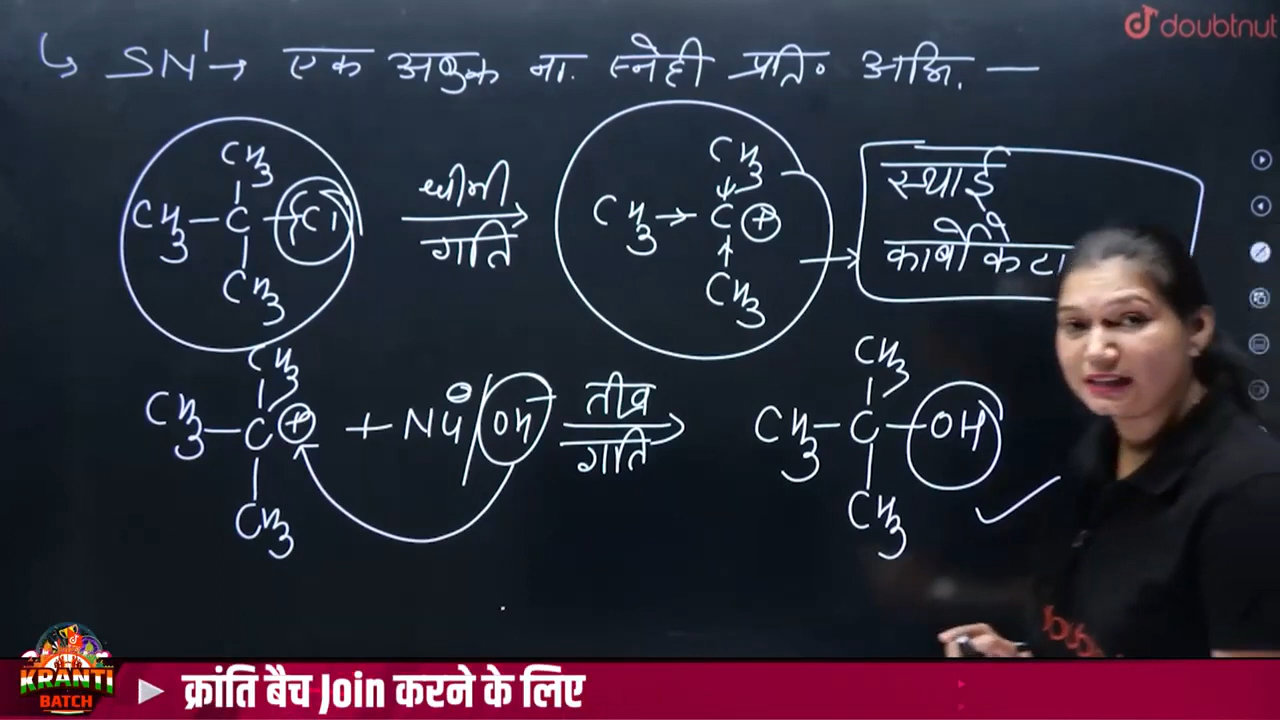 doubtnut
↳ SN¹→ एक अणुक ना. स्नेही प्रति॰ अभि. —
CH3
CH3—C—Cl
CH3
धीमी
गति
CH3
CH3→C⊕
CH3
स्थाई
कार्बोके
CH3
CH3—C⊕ + Nu⊖/OH⁻
CH3
तीव्र
गति
CH3
CH3—C—OH
CH3
KRANTI
BATCH
क्रांति बैच Join करने के लिए